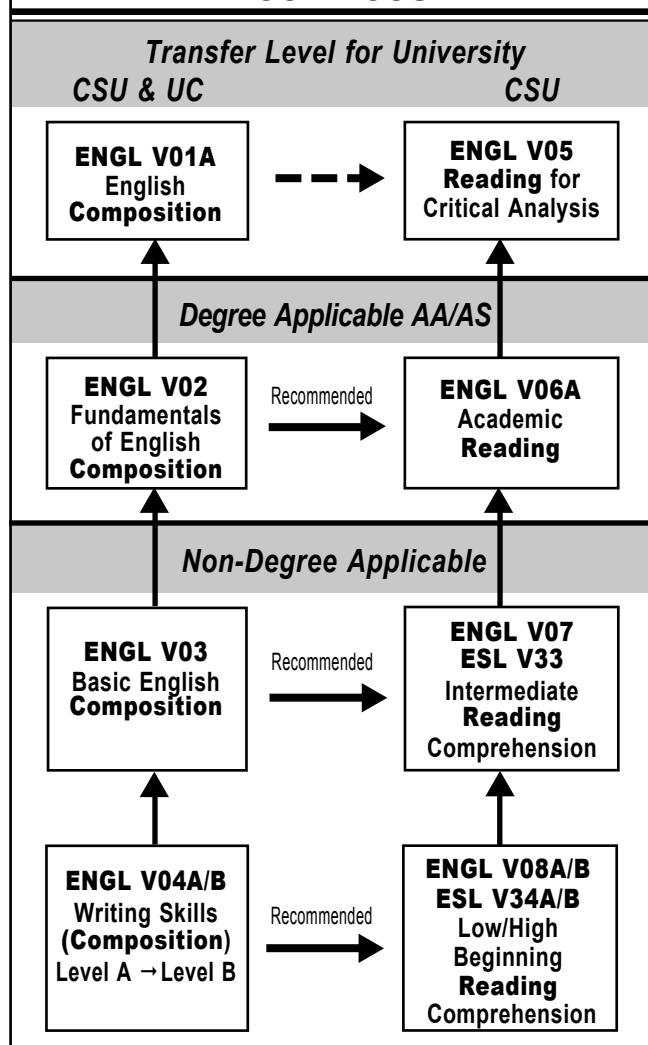 Transfer Level for University
CSU & UC
CSU
ENGL V01A
English
Composition
ENGL V05
Reading for
Critical Analysis
Degree Applicable AA/AS
ENGL V02
Fundamentals
of English
Composition
Recommended
ENGL V06A
Academic
Reading
Non-Degree Applicable
ENGL V03
Basic English
Composition
Recommended
ENGL V07
ESL V33
Intermediate
Reading
Comprehension
ENGL V04A/B
Writing Skills
(Composition)
Level A →Level B
Recommended
ENGL V08A/B
ESL V34A/B
Low/High
Beginning
Reading
Comprehension